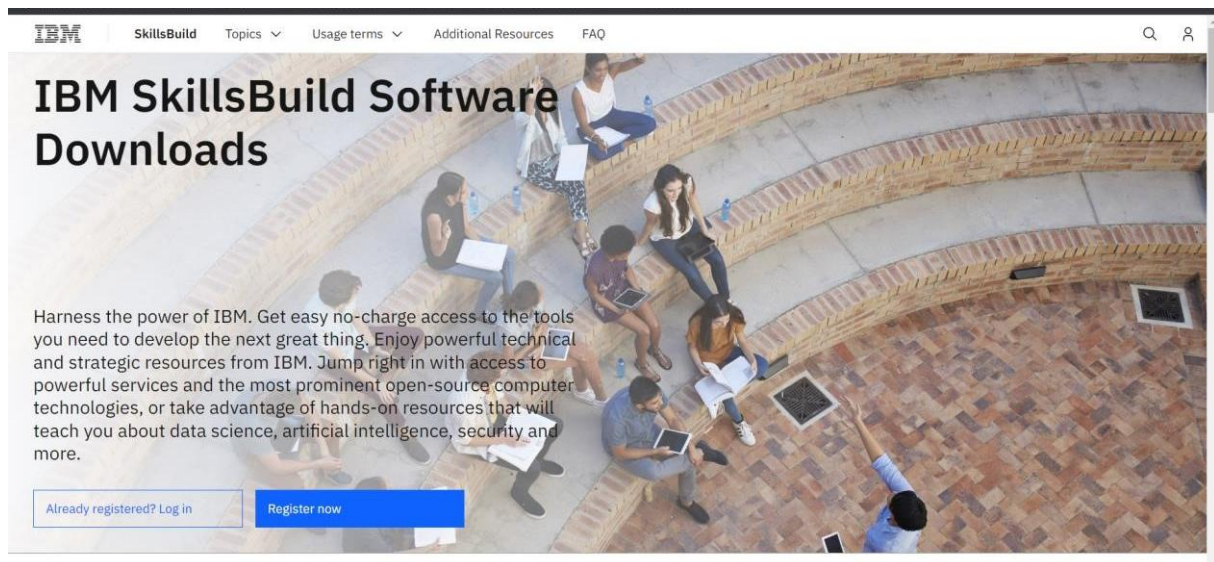 IBM SkillsBuild Topics Usage terms Additional Resources FAQ
IBM SkillsBuild Software
Downloads
Harness the power of IBM. Get easy no-charge access to the tools
you need to develop the next great thing. Enjoy powerful technical
and strategic resources from IBM. Jump right in with access to
powerful services and the most prominent open-source computer
technologies, or take advantage of hands-on resources that will
teach you about data science, artificial intelligence, security and
more.
Already registered? Log in Register now